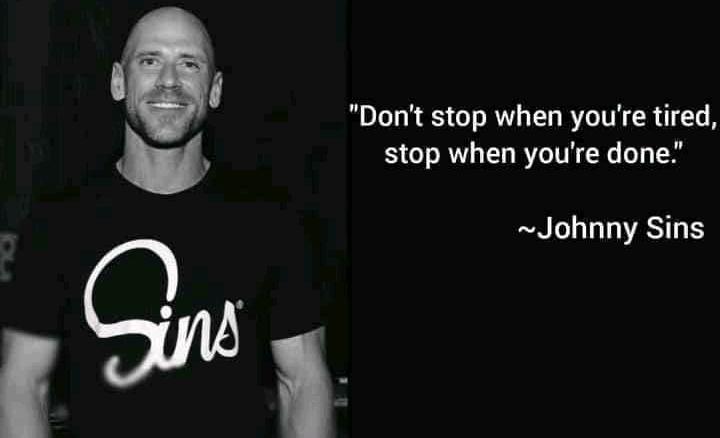 Sins
"Don't stop when you're tired,
stop when you're done."
~Johnny Sins